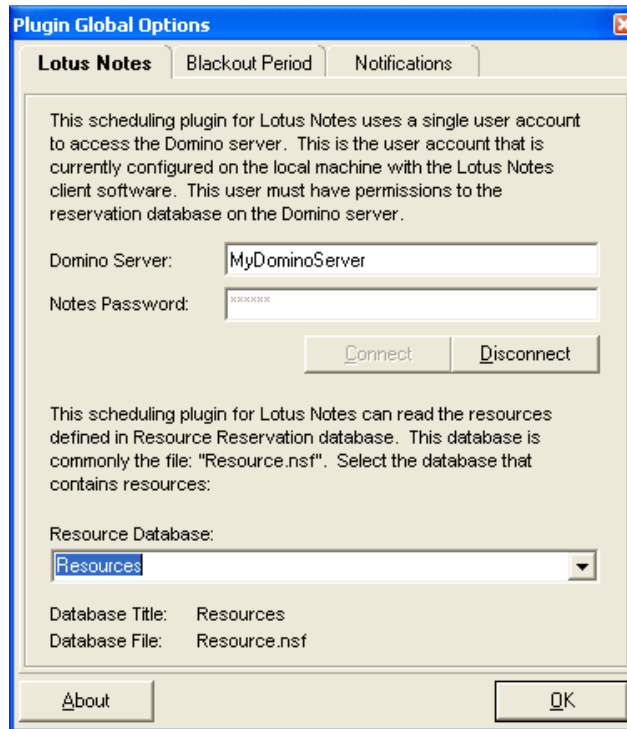 Plugin Global Options
Lotus Notes Blackout Period Notifications
This scheduling plugin for Lotus Notes uses a single user account
to access the Domino server. This is the user account that is
currently configured on the local machine with the Lotus Notes
client software. This user must have permissions to the
reservation database on the Domino server.
Domino Server: MyDominoServer
Notes Password: ××××××
Connect Disconnect
This scheduling plugin for Lotus Notes can read the resources
defined in Resource Reservation database. This database is
commonly the file: "Resource.nsf". Select the database that
contains resources:
Resource Database:
Resources
Database Title: Resources
Database File: Resource.nsf
About OK